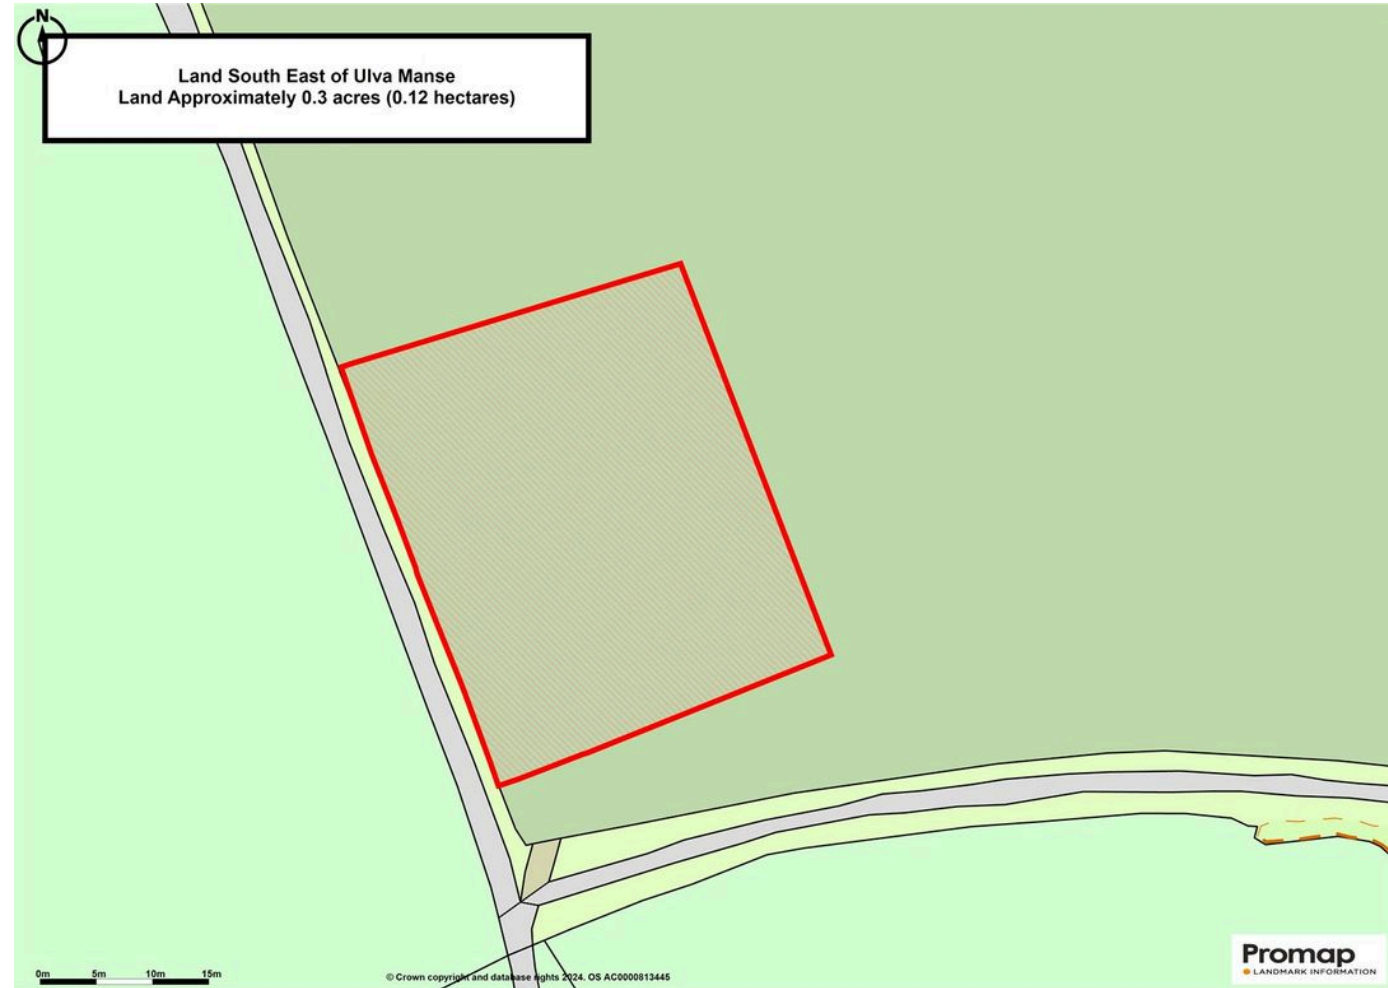 N
Land South East of Ulva Manse
Land Approximately 0.3 acres (0.12 hectares)
0m 5m 10m 15m
© Crown copyright and database rights 2024. OS AC0000813445
Promap
LANDMARK INFORMATION